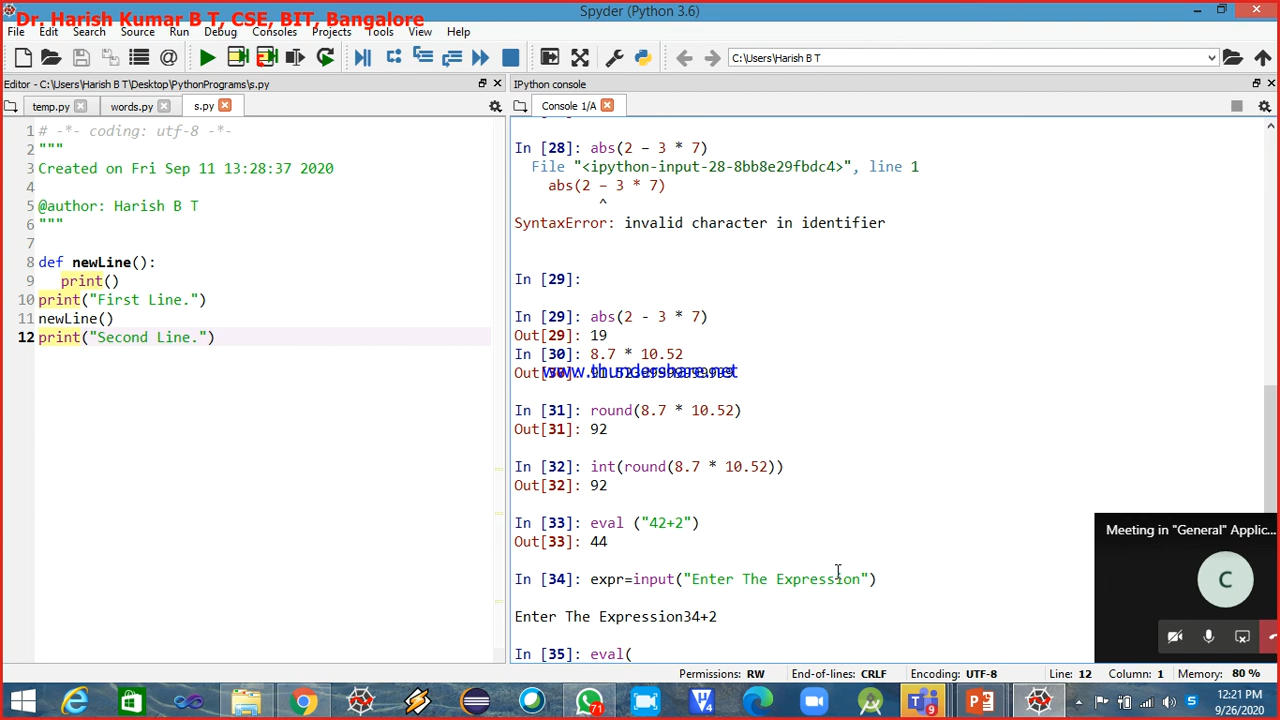 Dr. Harish Kumar B T, CSE, BIT, Bangalore
Spyder (Python 3.6)
File Edit Search Source Run Debug Consoles Projects Tools View Help
C:\Users\Harish B T
Editor - C:\Users\Harish B T\Desktop\PythonPrograms\s.py
IPython console
temp.py words.py s.py
Console 1/A
1 # -*- coding: utf-8 -*-
2 """
3 Created on Fri Sep 11 13:28:37 2020
4
5 @author: Harish B T
6 """
7
8 def newLine():
9 print()
10 print("First Line.")
11 newLine()
12 print("Second Line.")
In [28]: abs(2 – 3 * 7)
File "<ipython-input-28-8bb8e29fbdc4>", line 1
abs(2 – 3 * 7)
^
SyntaxError: invalid character in identifier
In [29]:
In [29]: abs(2 - 3 * 7)
Out[29]: 19
In [30]: 8.7 * 10.52
www.thundershare.net
In [31]: round(8.7 * 10.52)
Out[31]: 92
In [32]: int(round(8.7 * 10.52))
Out[32]: 92
In [33]: eval ("42+2")
Out[33]: 44
In [34]: expr=input("Enter The Expression")
Enter The Expression34+2
In [35]: eval(
Meeting in "General" Applic...
C
Permissions: RW End-of-lines: CRLF Encoding: UTF-8 Line: 12 Column: 1 Memory: 80 %
71
9
12:21 PM
9/26/2020